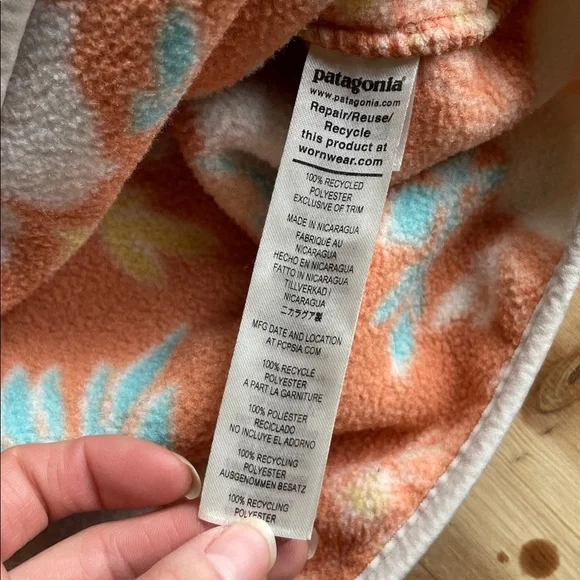 patagonia®
www.patagonia.com
Repair/Reuse/
Recycle
this product at
wornwear.com
100% RECYCLED
POLYESTER
EXCLUSIVE OF TRIM
MADE IN NICARAGUA
FABRIQUÉ AU
NICARAGUA
HECHO EN NICARAGUA
FATTO IN NICARAGUA
TILLVERKAD I
NICARAGUA
ニカラグア製
MFG DATE AND LOCATION
AT PCPSIA.COM
100% RECYCLÉ
POLYESTER
A PART LA GARNITURE
100% POLIÉSTER
RECICLADO
NO INCLUYE EL ADORNO
100% RECYCLING
POLYESTER
AUSGENOMMEN BESATZ
100% RECYCLING
POLYESTER